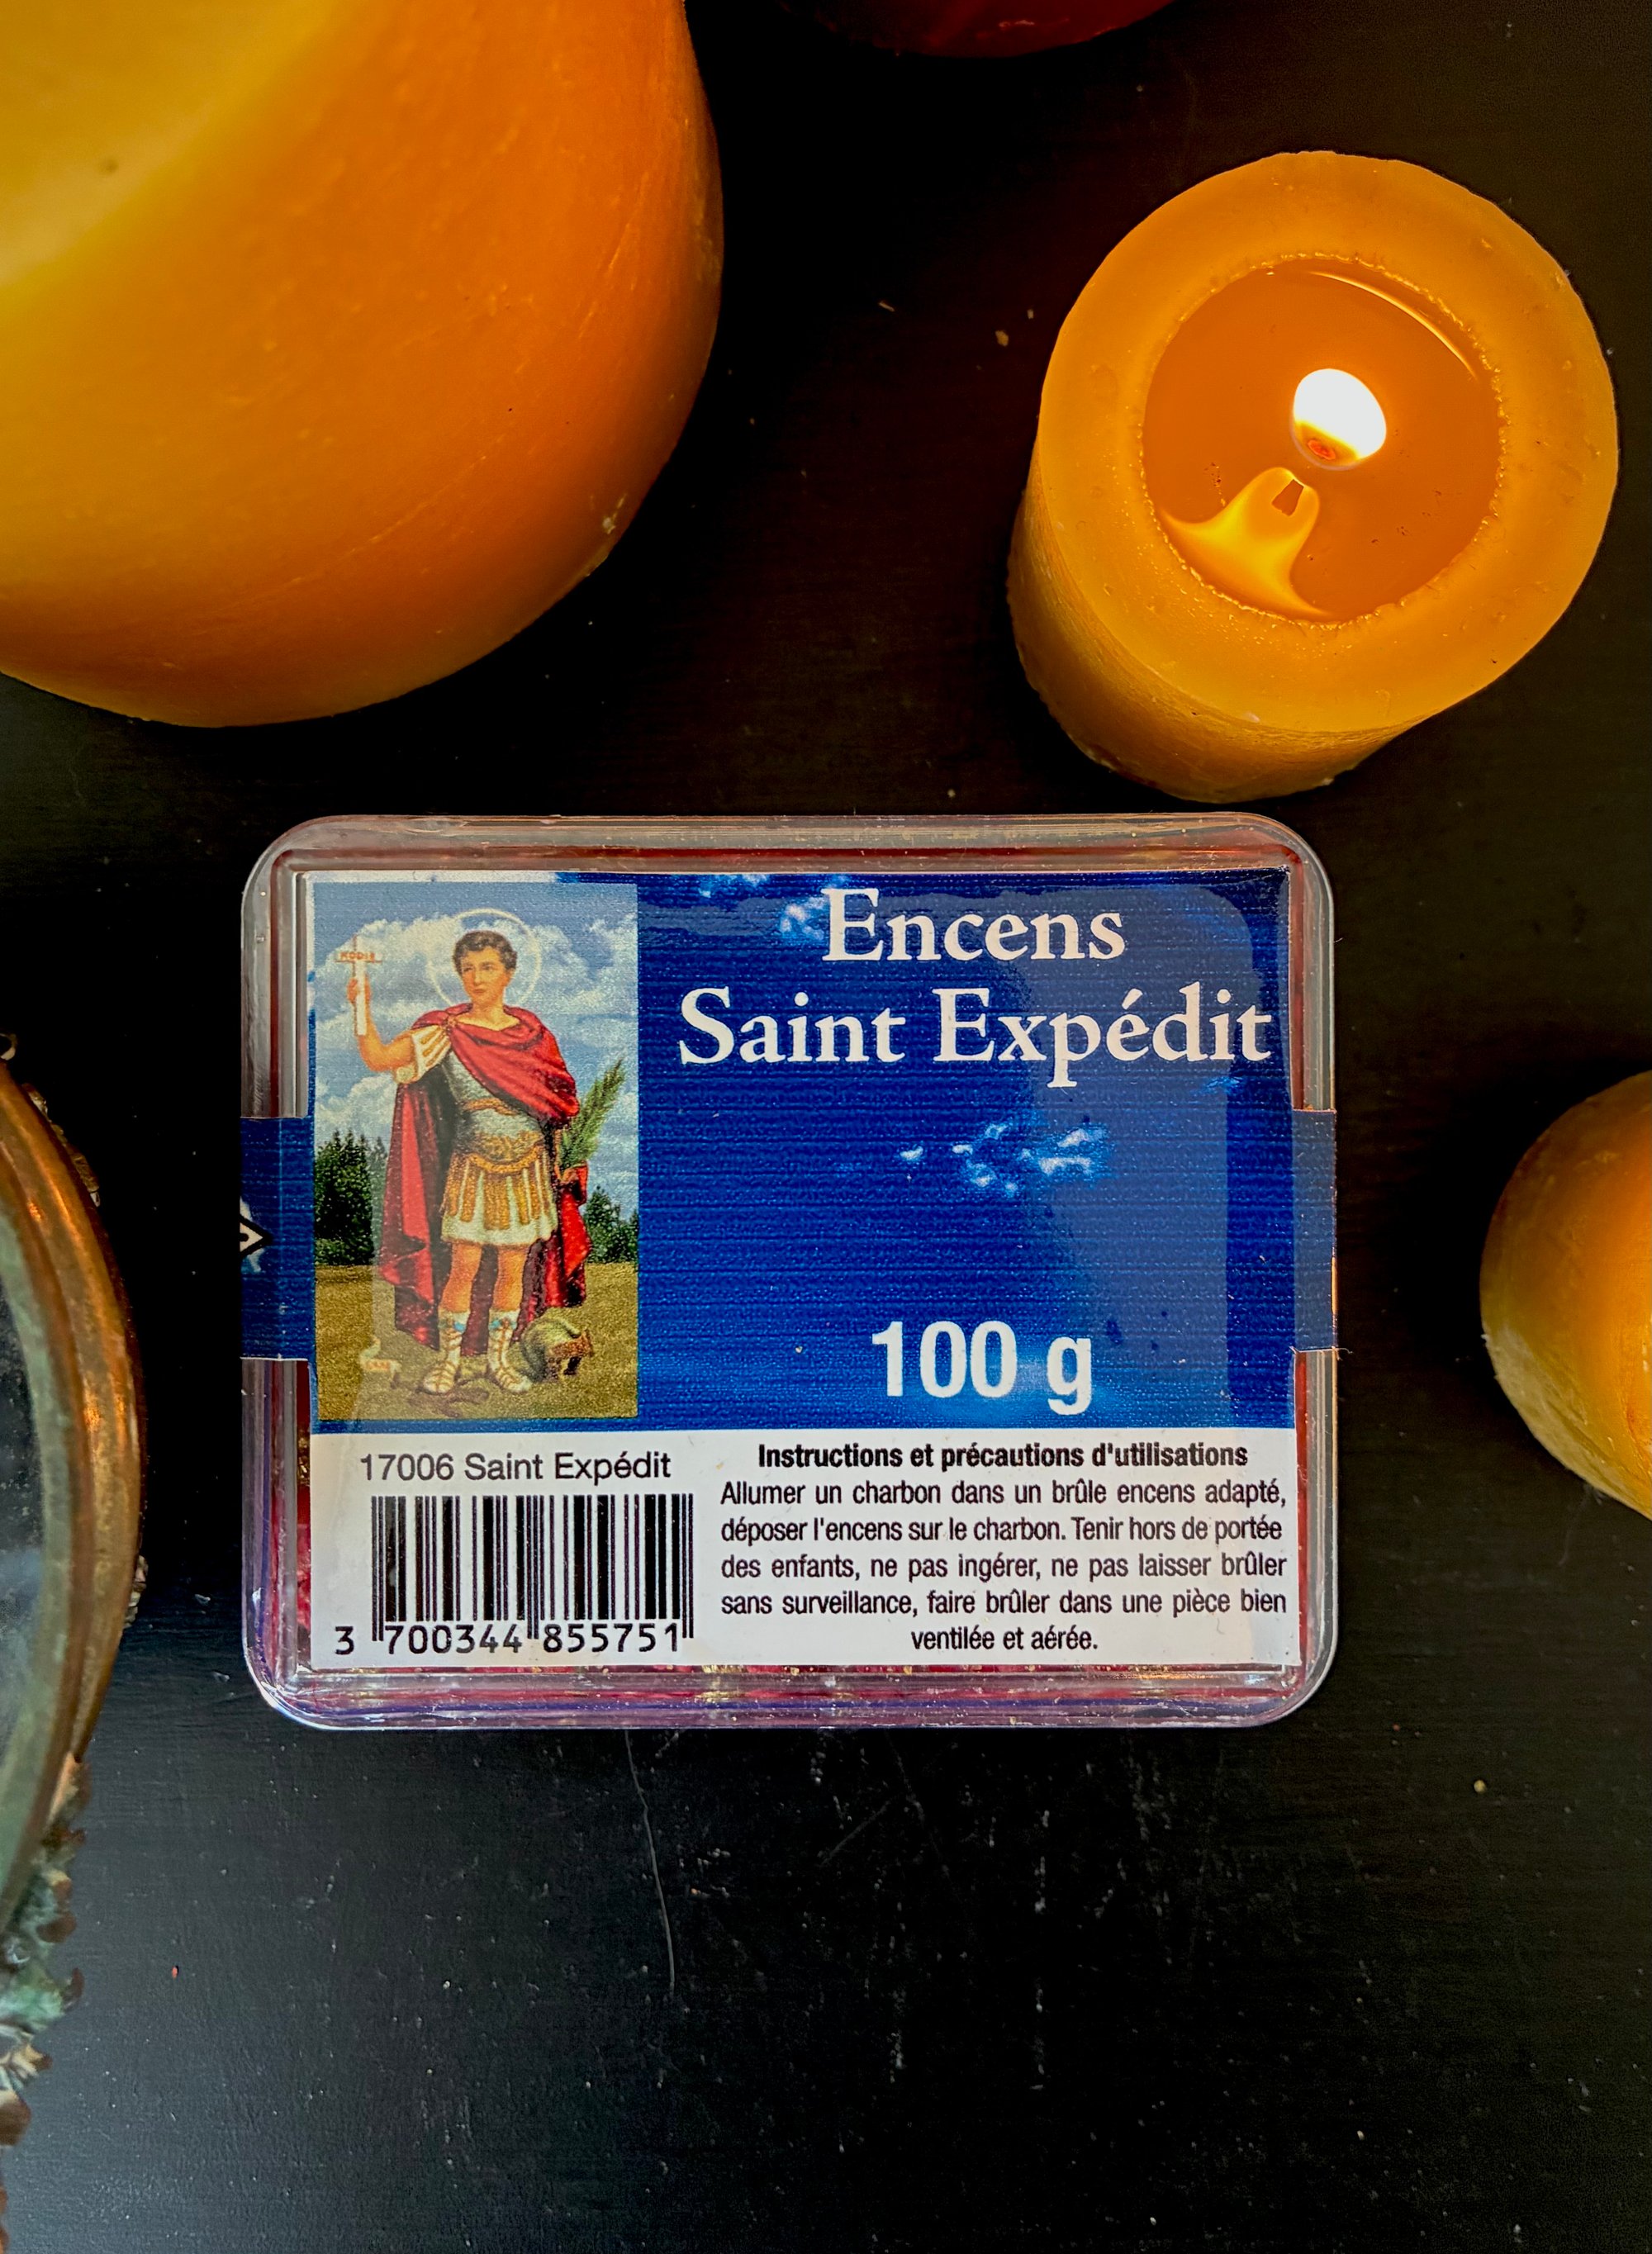 Encens
Saint Expédit
HODIE
100 g
17006 Saint Expédit
3 700344 855751
Instructions et précautions d'utilisations
Allumer un charbon dans un brûle encens adapté,
déposer l'encens sur le charbon. Tenir hors de portée
des enfants, ne pas ingérer, ne pas laisser brûler
sans surveillance, faire brûler dans une pièce bien
ventilée et aérée.